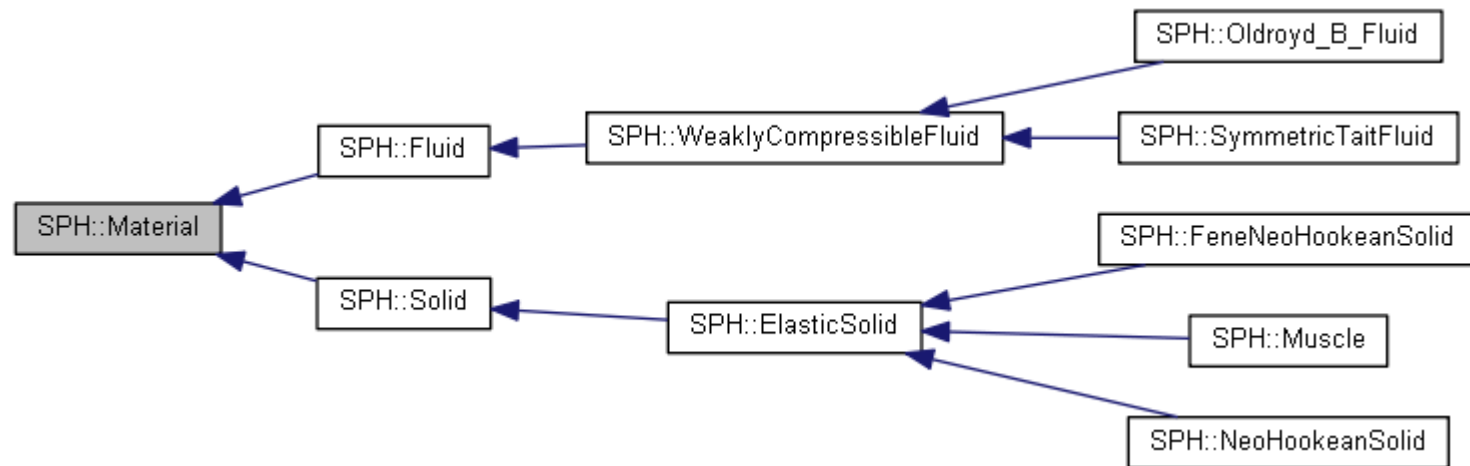 SPH::Oldroyd_B_Fluid
SPH::WeaklyCompressibleFluid
SPH::SymmetricTaitFluid
SPH::Fluid
SPH::Material
SPH::FeneNeoHookeanSolid
SPH::Solid
SPH::ElasticSolid
SPH::Muscle
SPH::NeoHookeanSolid